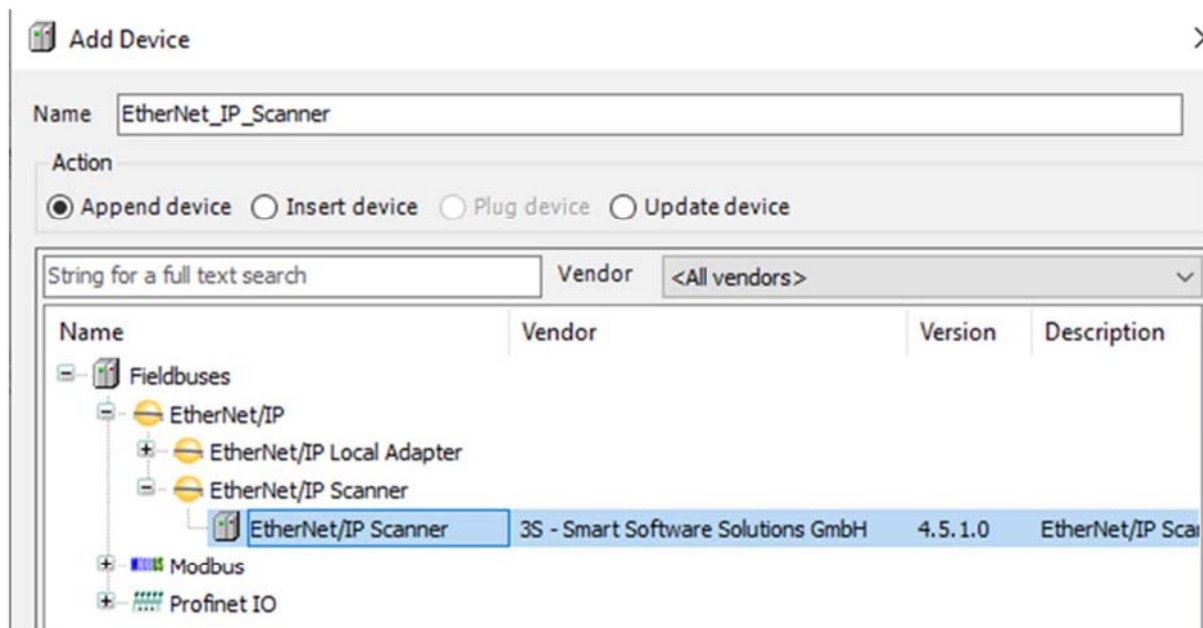 Add Device
Name EtherNet_IP_Scanner
Action
Append device Insert device Plug device Update device
String for a full text search Vendor <All vendors>
Name Vendor Version Description
Fieldbuses
EtherNet/IP
EtherNet/IP Local Adapter
EtherNet/IP Scanner
EtherNet/IP Scanner 3S - Smart Software Solutions GmbH 4.5.1.0 EtherNet/IP Scar
Modbus
Profinet IO